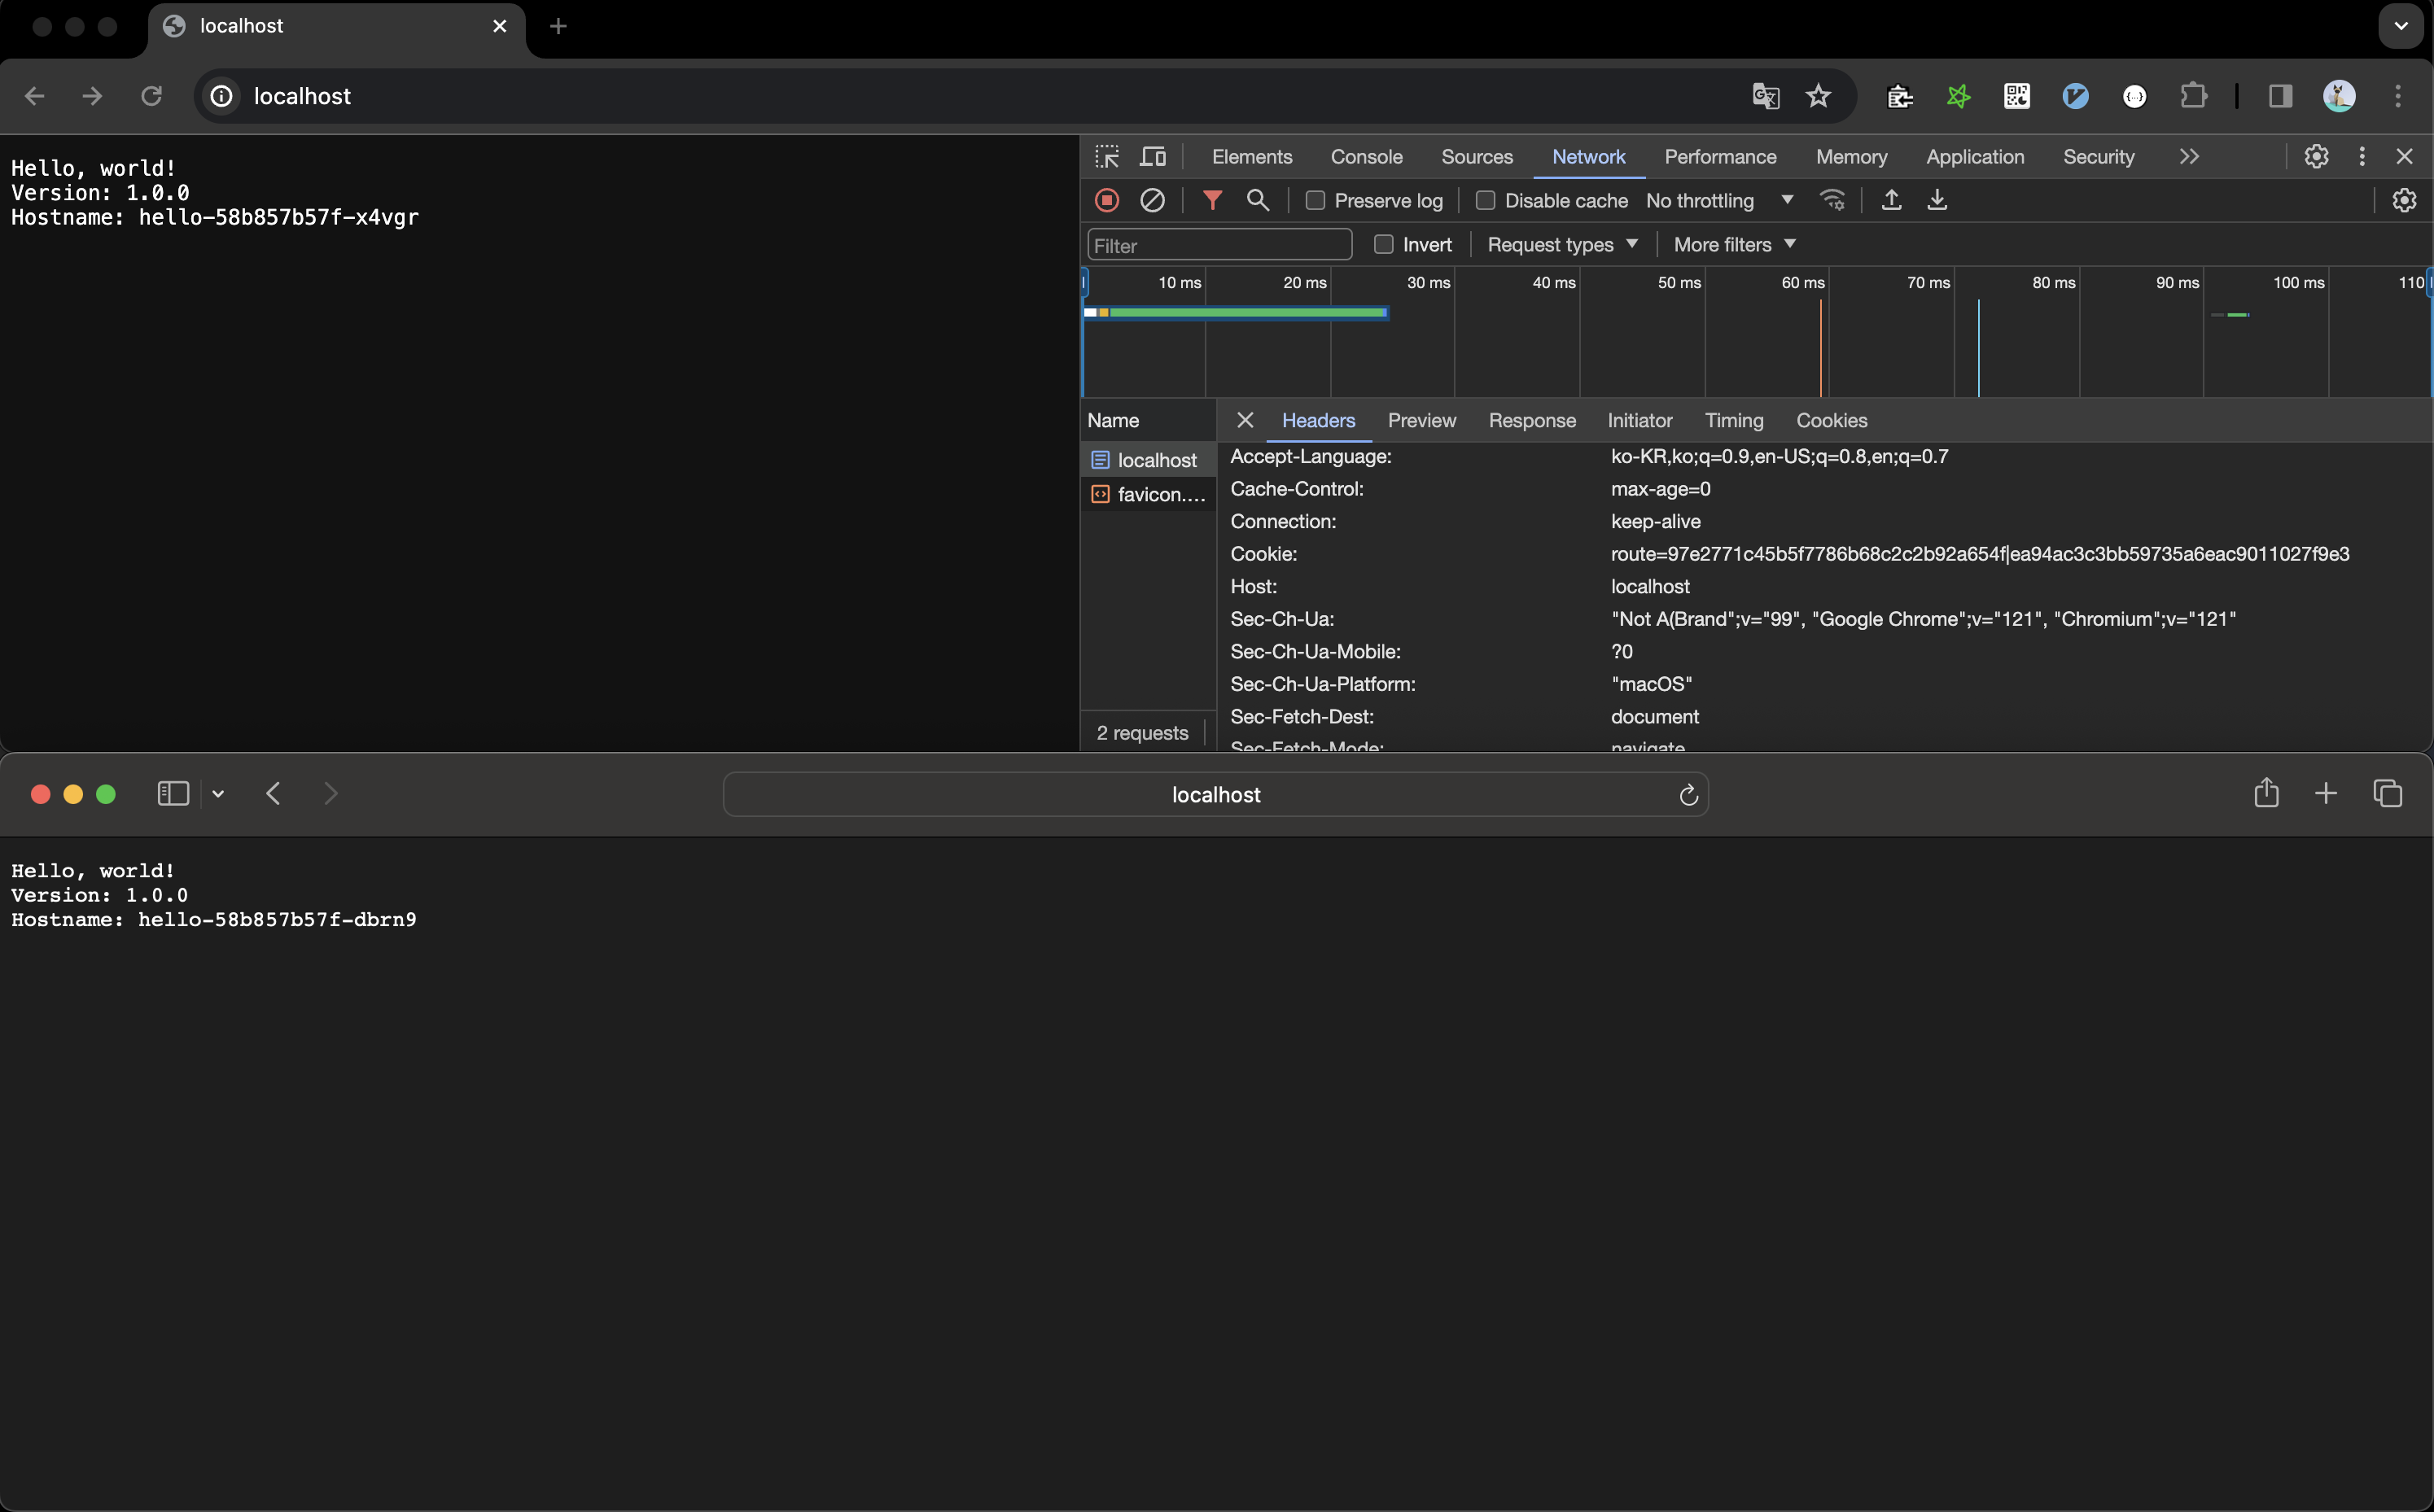 localhost
localhost
Hello, world!
Version: 1.0.0
Hostname: hello-58b857b57f-x4vgr
Elements Console Sources Network Performance Memory Application Security
Preserve log Disable cache No throttling
Filter Invert Request types More filters
10 ms 20 ms 30 ms 40 ms 50 ms 60 ms 70 ms 80 ms 90 ms 100 ms 110
Name Headers Preview Response Initiator Timing Cookies
localhost
favicon....
2 requests
Accept-Language: ko-KR,ko;q=0.9,en-US;q=0.8,en;q=0.7
Cache-Control: max-age=0
Connection: keep-alive
Cookie: route=97e2771c45b5f7786b68c2c2b92a654f|ea94ac3c3bb59735a6eac9011027f9e3
Host: localhost
Sec-Ch-Ua: "Not A(Brand";v="99", "Google Chrome";v="121", "Chromium";v="121"
Sec-Ch-Ua-Mobile: ?0
Sec-Ch-Ua-Platform: "macOS"
Sec-Fetch-Dest: document
Sec-Fetch-Mode: navigate
localhost
Hello, world!
Version: 1.0.0
Hostname: hello-58b857b57f-dbrn9